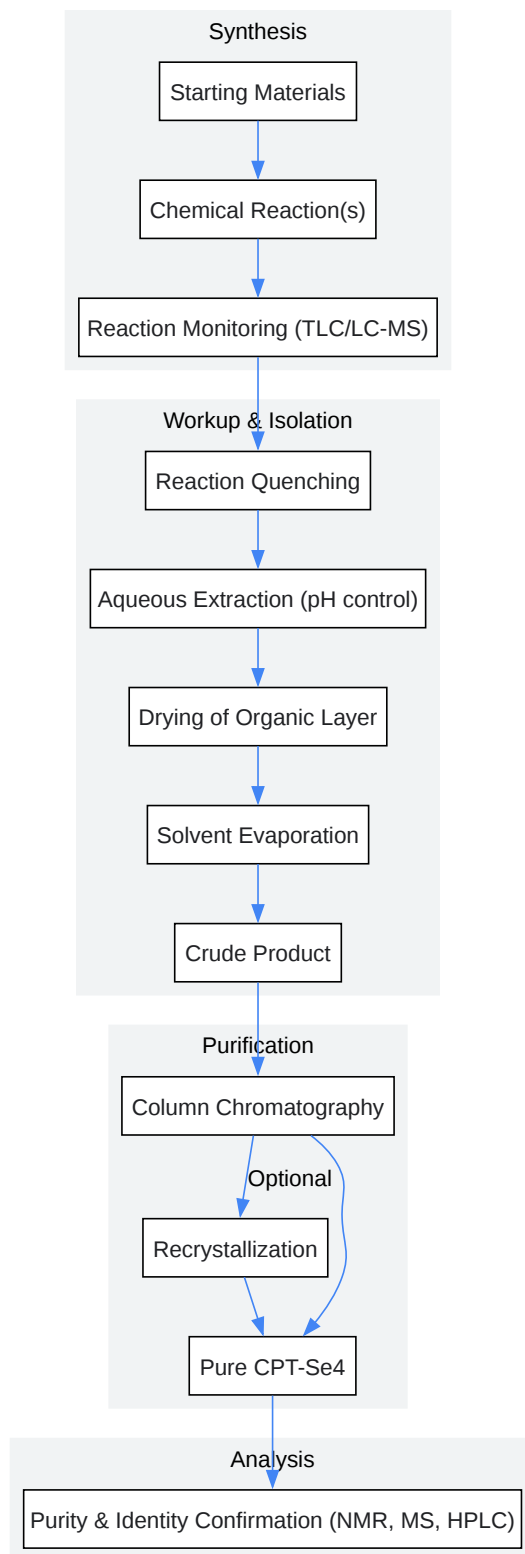 Synthesis
Starting Materials
Chemical Reaction(s)
Reaction Monitoring (TLC/LC-MS)
Workup & Isolation
Reaction Quenching
Aqueous Extraction (pH control)
Drying of Organic Layer
Solvent Evaporation
Crude Product
Purification
Column Chromatography
Optional
Recrystallization
Pure CPT-Se4
Analysis
Purity & Identity Confirmation (NMR, MS, HPLC)